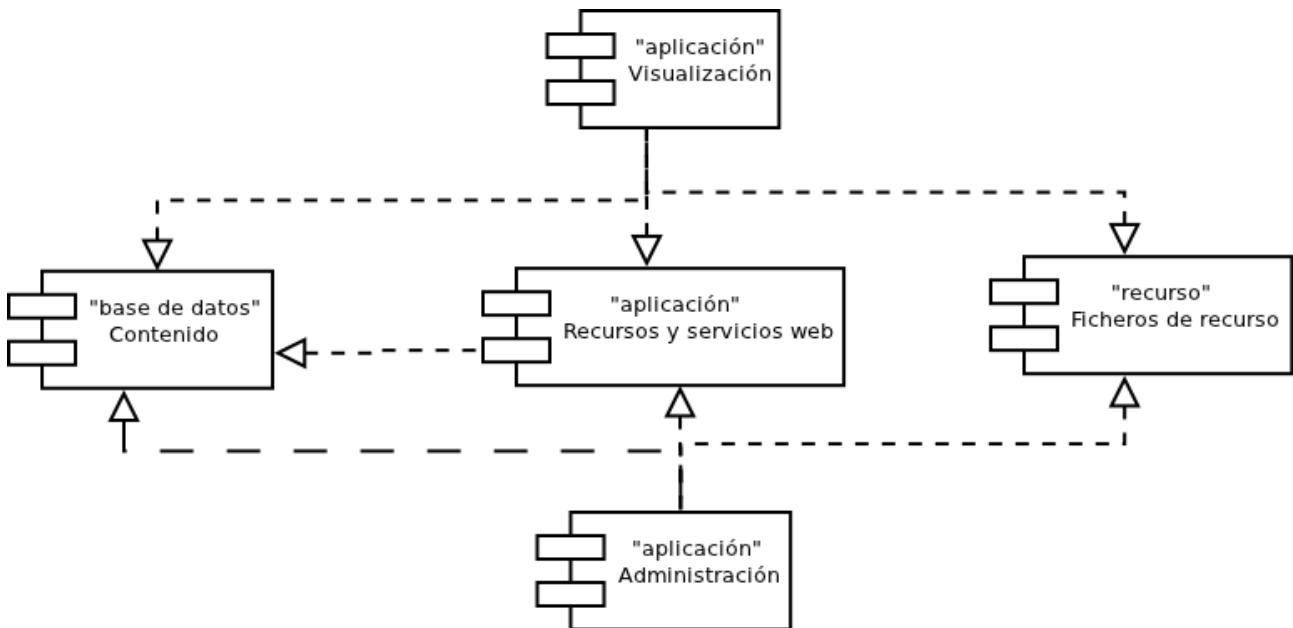 "aplicación"
Visualización
"base de datos"
Contenido
"aplicación"
Recursos y servicios web
"recurso"
Ficheros de recurso
"aplicación"
Administración